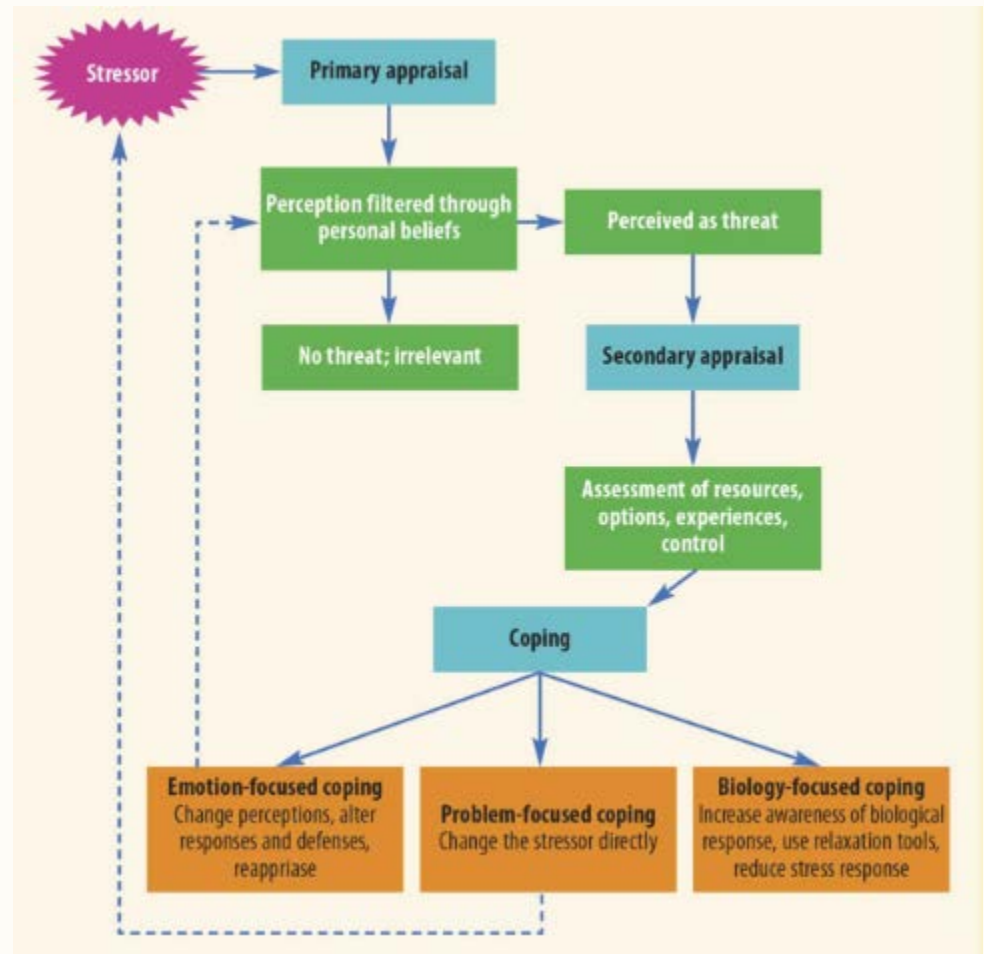 Stressor
Primary appraisal
Perception filtered through
personal beliefs
Perceived as threat
No threat; irrelevant
Secondary appraisal
Assessment of resources,
options, experiences,
control
Coping
Emotion-focused coping
Change perceptions, alter
responses and defenses,
reappriase
Problem-focused coping
Change the stressor directly
Biology-focused coping
Increase awareness of biological
response, use relaxation tools,
reduce stress response